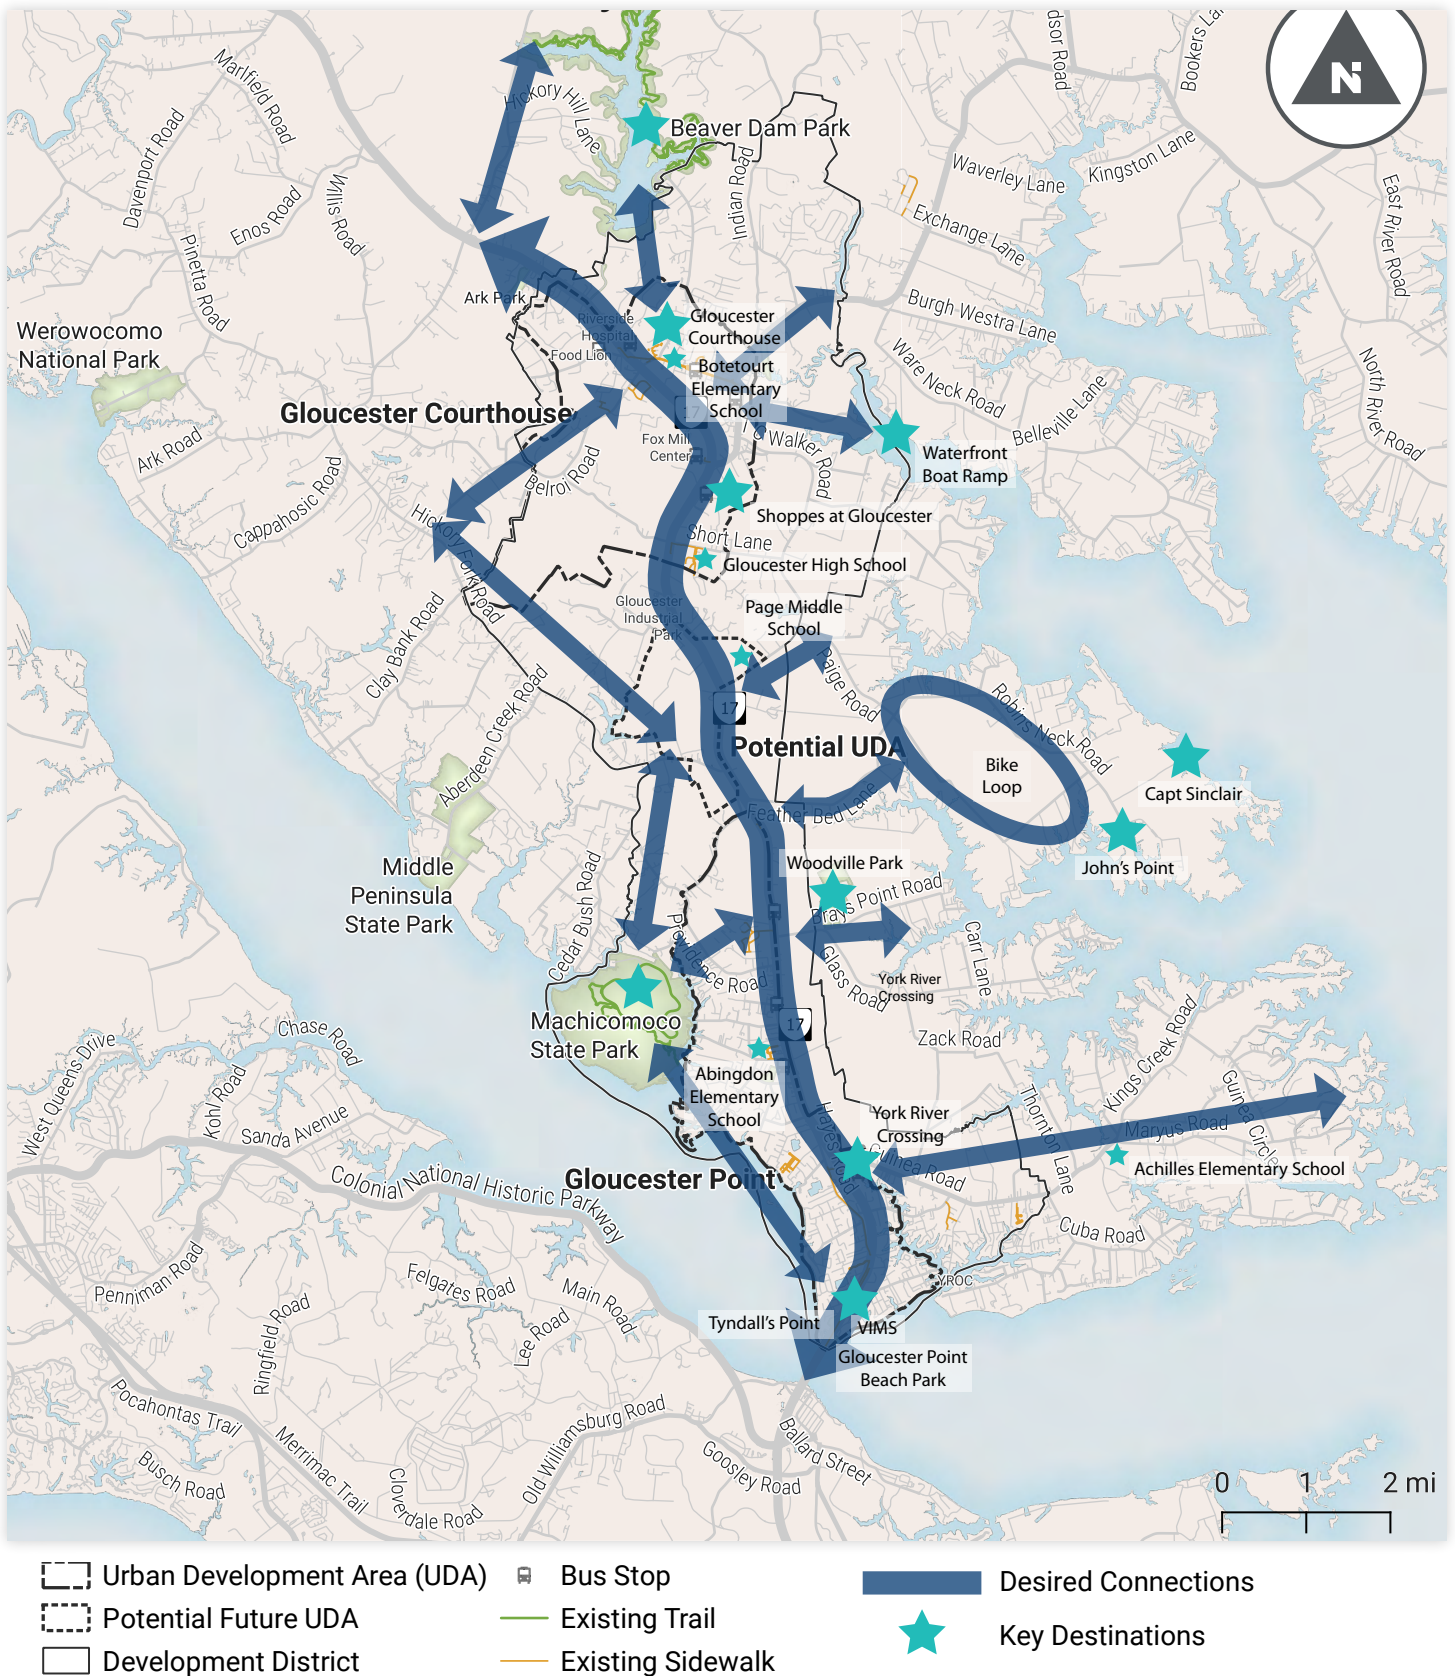 N
Marlfield Road
Hickory Hill Lane
Beaver Dam Park
Indian Road
Bookers La
dsor Road
Waverley Lane
Kingston Lane
Exchange Lane
East River Road
Davenport Road
Enos Road
Willis Road
Pinetta Road
Ark Park
Riverside
Hospital
Food Lion
Gloucester
Courthouse
Burgh Westra Lane
Ware Neck Road
Belleville Lane
North River Road
Werowocomo
National Park
Botetourt
Elementary
School
Gloucester Courthouse
17
Ark Road
Fox Mill
Center
Walker Road
Waterfront
Boat Ramp
Cappahosic Road
Belroi Road
Hickory Fork Road
Shoppes at Gloucester
Short Lane
Gloucester High School
Gloucester
Industrial
Park
Page Middle
School
Clay Bank Road
Paige Road
Aberdeen Creek Road
17
Robins Neck Road
Potential UDA
Bike
Loop
Capt Sinclair
Feather Bed Lane
John's Point
Woodville Park
Middle
Peninsula
State Park
Cedar Bush Road
Brays Point Road
Providence Road
Glass Road
Carr Lane
York River
Crossing
Machicomoco
State Park
17
Zack Road
Kings Creek Road
Chase Road
West Queens Drive
Kohl Road
Sanda Avenue
Abingdon
Elementary
School
Hayes Road
York River
Crossing
Guinea Road
Thornton Lane
Maryus Road
Guinea Circle
Achilles Elementary School
Colonial National Historic Parkway
Gloucester Point
Cuba Road
Penniman Road
Felgates Road
Main Road
Lee Road
Ringfield Road
YROC
Tyndall's Point
VIMS
Gloucester Point
Beach Park
Pocahontas Trail
Merrimac Trail
Busch Road
Cloverdale Road
Old Williamsburg Road
Goosley Road
Ballard Street
0 1 2 mi
Urban Development Area (UDA)
Potential Future UDA
Development District
Bus Stop
Existing Trail
Existing Sidewalk
Desired Connections
Key Destinations